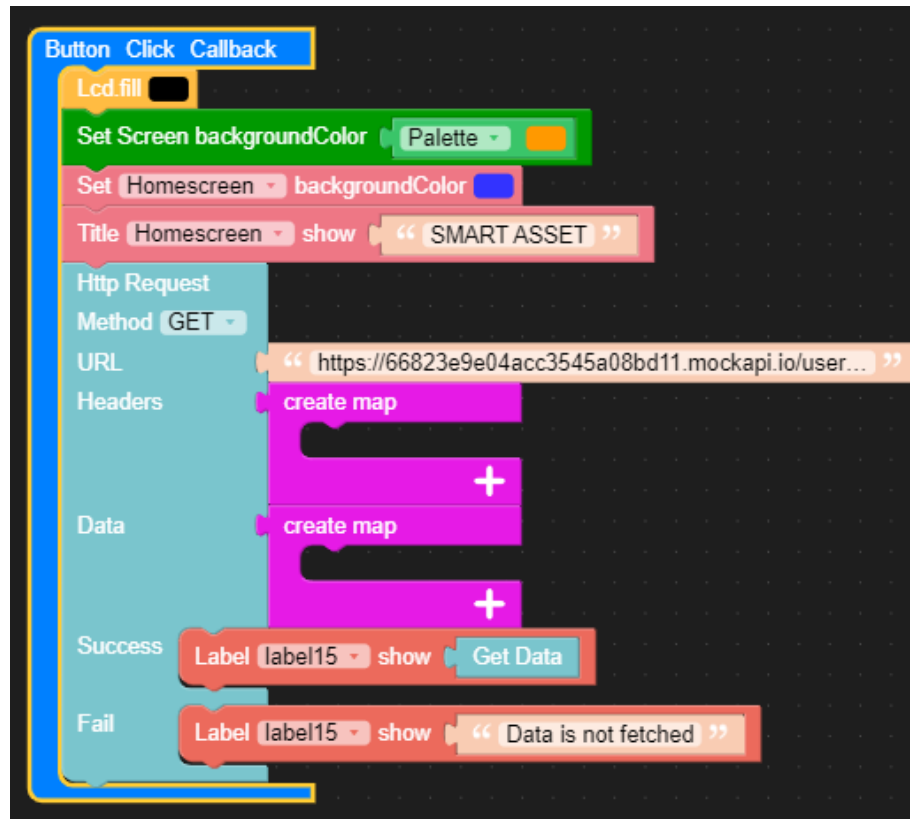 Button Click Callback
Lcd.fill
Set Screen backgroundColor Palette
Set Homescreen backgroundColor
Title Homescreen show “ SMART ASSET ”
Http Request
Method GET
URL “ https://66823e9e04acc3545a08bd11.mockapi.io/user... ”
Headers create map
+
Data create map
+
Success Label label15 show Get Data
Fail Label label15 show “ Data is not fetched ”